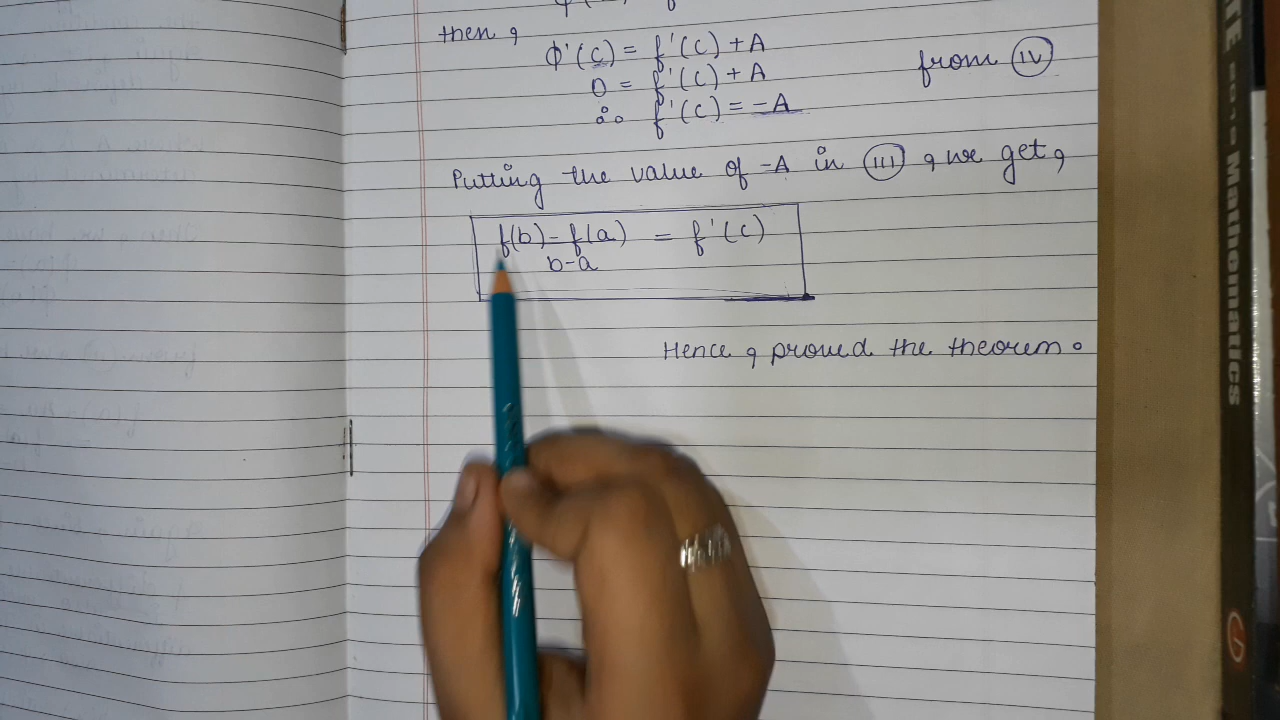 then,
φ'(c) = f'(c) + A
0 = f'(c) + A from (IV)
∴ f'(c) = -A
Putting the value of -A in (III), we get,
f(b) - f(a) = f'(c)
b-a
Hence, proved the theorem.
Mathematics